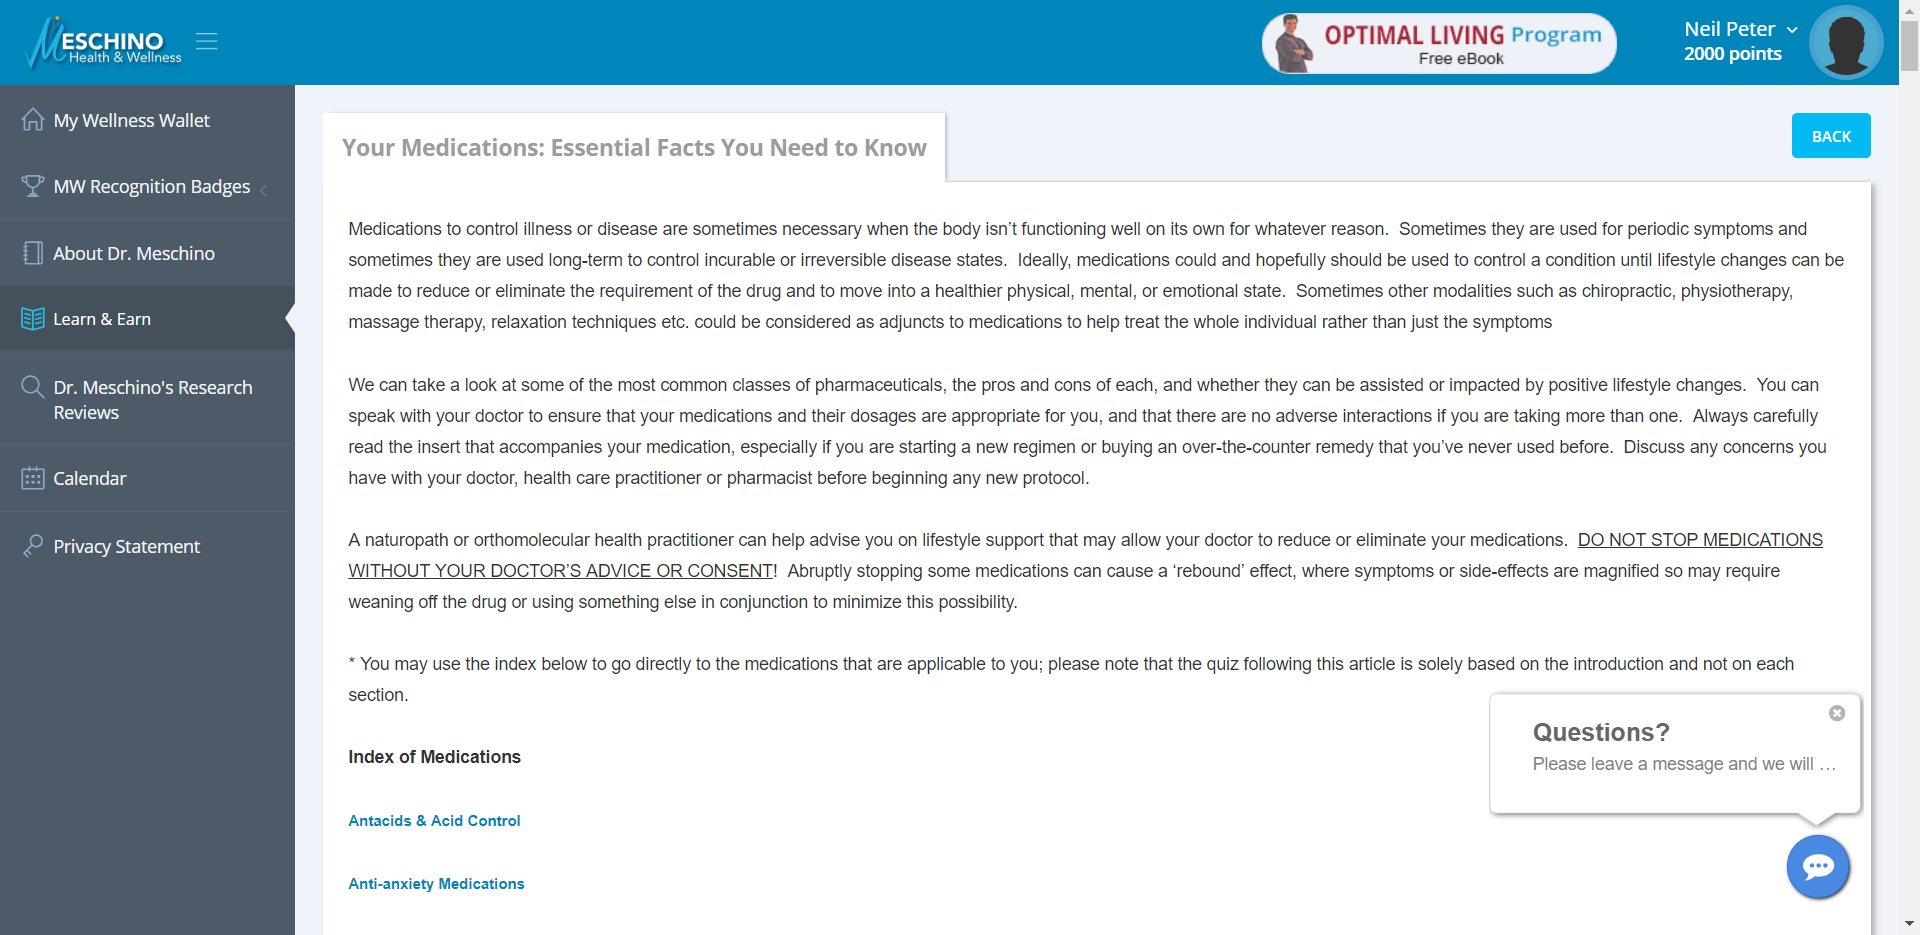 MESCHINO
Health & Wellness
OPTIMAL LIVING Program
Free eBook
Neil Peter
2000 points
My Wellness Wallet
MW Recognition Badges
About Dr. Meschino
Learn & Earn
Dr. Meschino's Research
Reviews
Calendar
Privacy Statement
Your Medications: Essential Facts You Need to Know
BACK
Medications to control illness or disease are sometimes necessary when the body isn’t functioning well on its own for whatever reason.  Sometimes they are used for periodic symptoms and
sometimes they are used long-term to control incurable or irreversible disease states.  Ideally, medications could and hopefully should be used to control a condition until lifestyle changes can be
made to reduce or eliminate the requirement of the drug and to move into a healthier physical, mental, or emotional state.  Sometimes other modalities such as chiropractic, physiotherapy,
massage therapy, relaxation techniques etc. could be considered as adjuncts to medications to help treat the whole individual rather than just the symptoms
We can take a look at some of the most common classes of pharmaceuticals, the pros and cons of each, and whether they can be assisted or impacted by positive lifestyle changes.  You can
speak with your doctor to ensure that your medications and their dosages are appropriate for you, and that there are no adverse interactions if you are taking more than one.  Always carefully
read the insert that accompanies your medication, especially if you are starting a new regimen or buying an over-the-counter remedy that you’ve never used before.  Discuss any concerns you
have with your doctor, health care practitioner or pharmacist before beginning any new protocol.
A naturopath or orthomolecular health practitioner can help advise you on lifestyle support that may allow your doctor to reduce or eliminate your medications.  DO NOT STOP MEDICATIONS
WITHOUT YOUR DOCTOR’S ADVICE OR CONSENT!  Abruptly stopping some medications can cause a ‘rebound’ effect, where symptoms or side-effects are magnified so may require
weaning off the drug or using something else in conjunction to minimize this possibility.
* You may use the index below to go directly to the medications that are applicable to you; please note that the quiz following this article is solely based on the introduction and not on each
section.
Index of Medications
Antacids & Acid Control
Anti-anxiety Medications
Questions?
Please leave a message and we will …